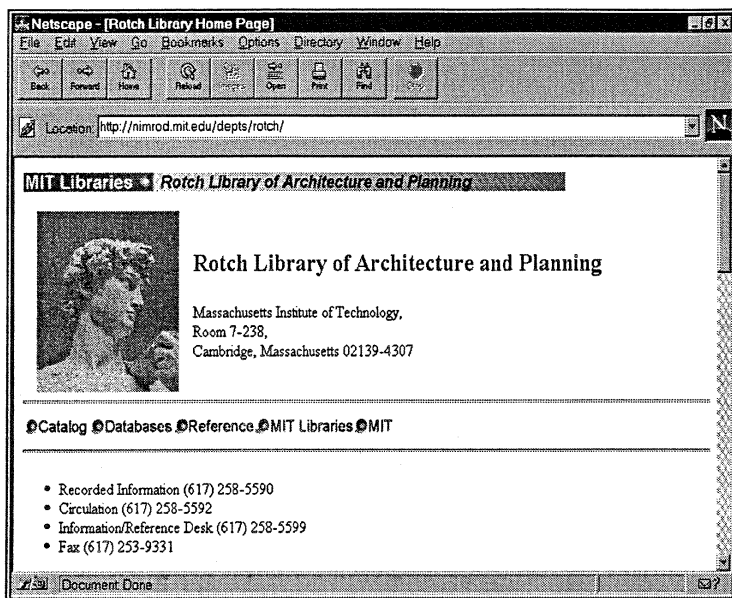 Netscape - [Rotch Library Home Page]
File Edit View Go Bookmarks Options Directory Window Help
Back Forward Home Reload Open Print Find
Location: http://nimrod.mit.edu/depts/rotch/
N
MIT Libraries Rotch Library of Architecture and Planning
Rotch Library of Architecture and Planning
Massachusetts Institute of Technology,
Room 7-238,
Cambridge, Massachusetts 02139-4307
Catalog Databases Reference MIT Libraries MIT
• Recorded Information (617) 258-5590
• Circulation (617) 258-5592
• Information/Reference Desk (617) 258-5599
• Fax (617) 253-9331
Document Done
?